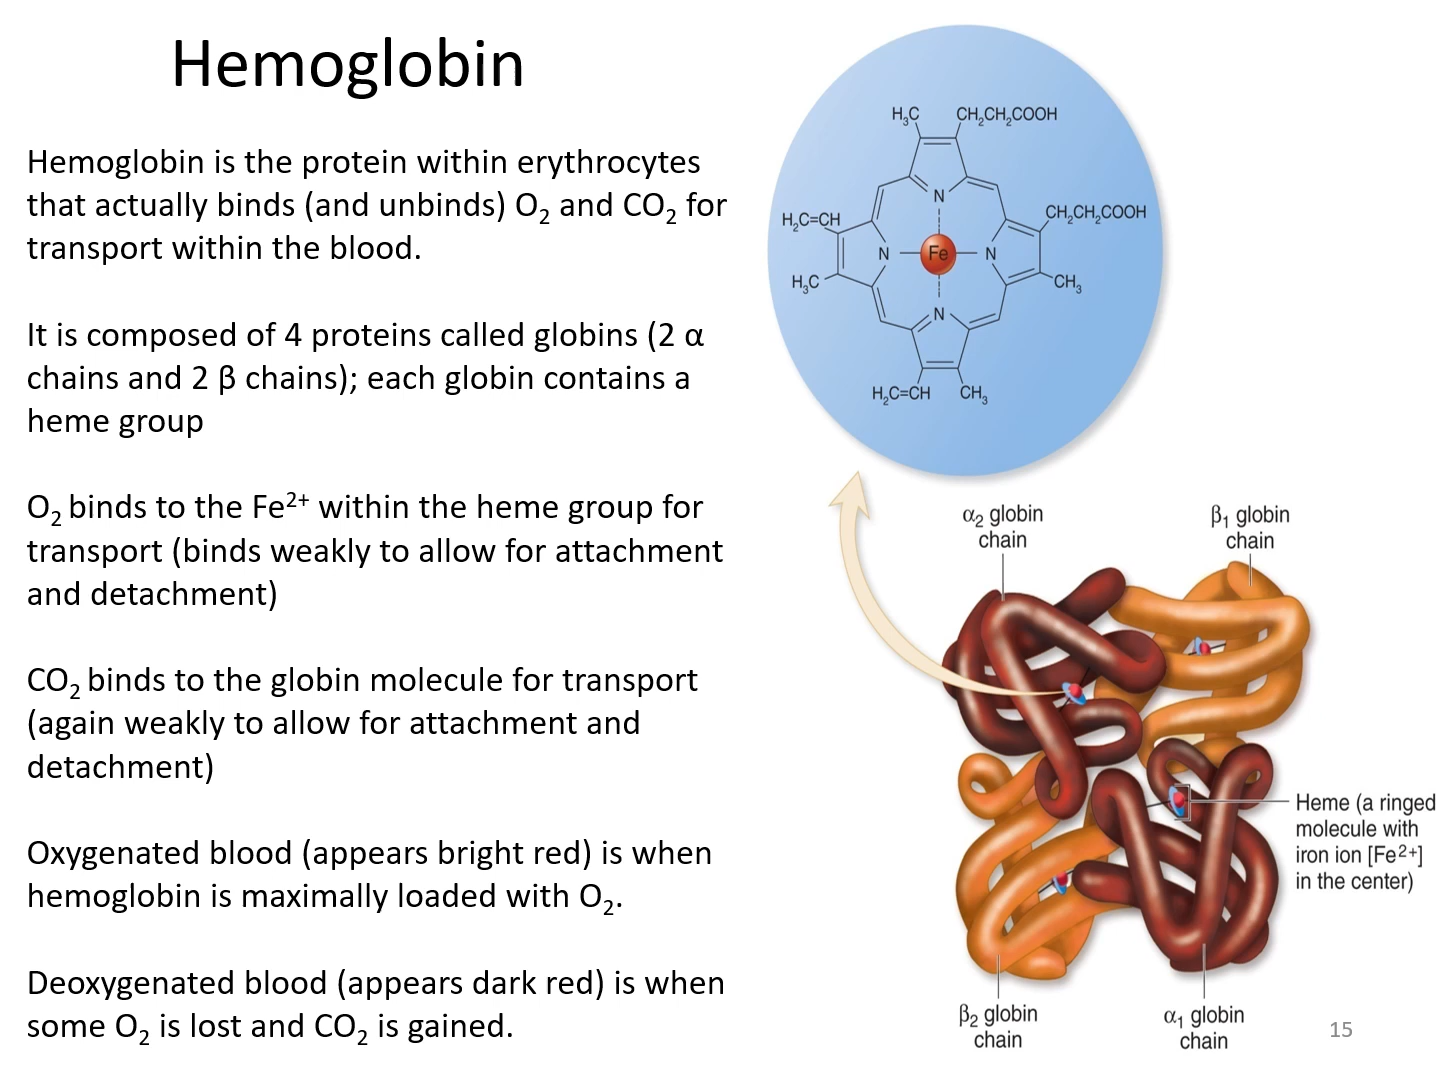 Hemoglobin
Hemoglobin is the protein within erythrocytes
that actually binds (and unbinds) O2 and CO2 for
transport within the blood.
It is composed of 4 proteins called globins (2 α
chains and 2 β chains); each globin contains a
heme group
O2 binds to the Fe2+ within the heme group for
transport (binds weakly to allow for attachment
and detachment)
CO2 binds to the globin molecule for transport
(again weakly to allow for attachment and
detachment)
Oxygenated blood (appears bright red) is when
hemoglobin is maximally loaded with O2.
Deoxygenated blood (appears dark red) is when
some O2 is lost and CO2 is gained.
H3C CH2CH2COOH
N
H2C=CH CH2CH2COOH
N Fe N
H3C CH3
N
H2C=CH CH3
α2 globin
chain
β1 globin
chain
Heme (a ringed
molecule with
iron ion [Fe2+]
in the center)
β2 globin
chain
α1 globin
chain
15